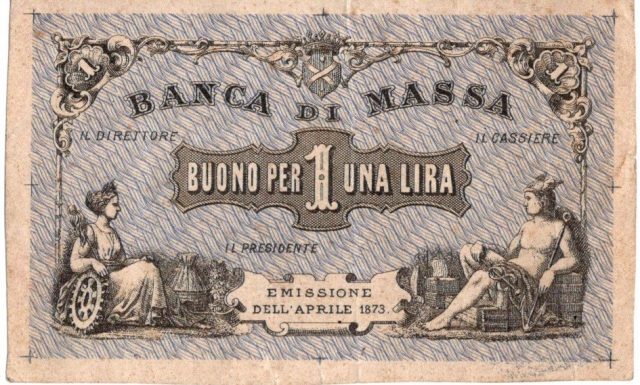 1 1
BANCA DI MASSA
IL DIRETTORE IL CASSIERE
BUONO PER 1 UNA LIRA
IL PRESIDENTE
EMISSIONE
DELL'APRILE 1873.